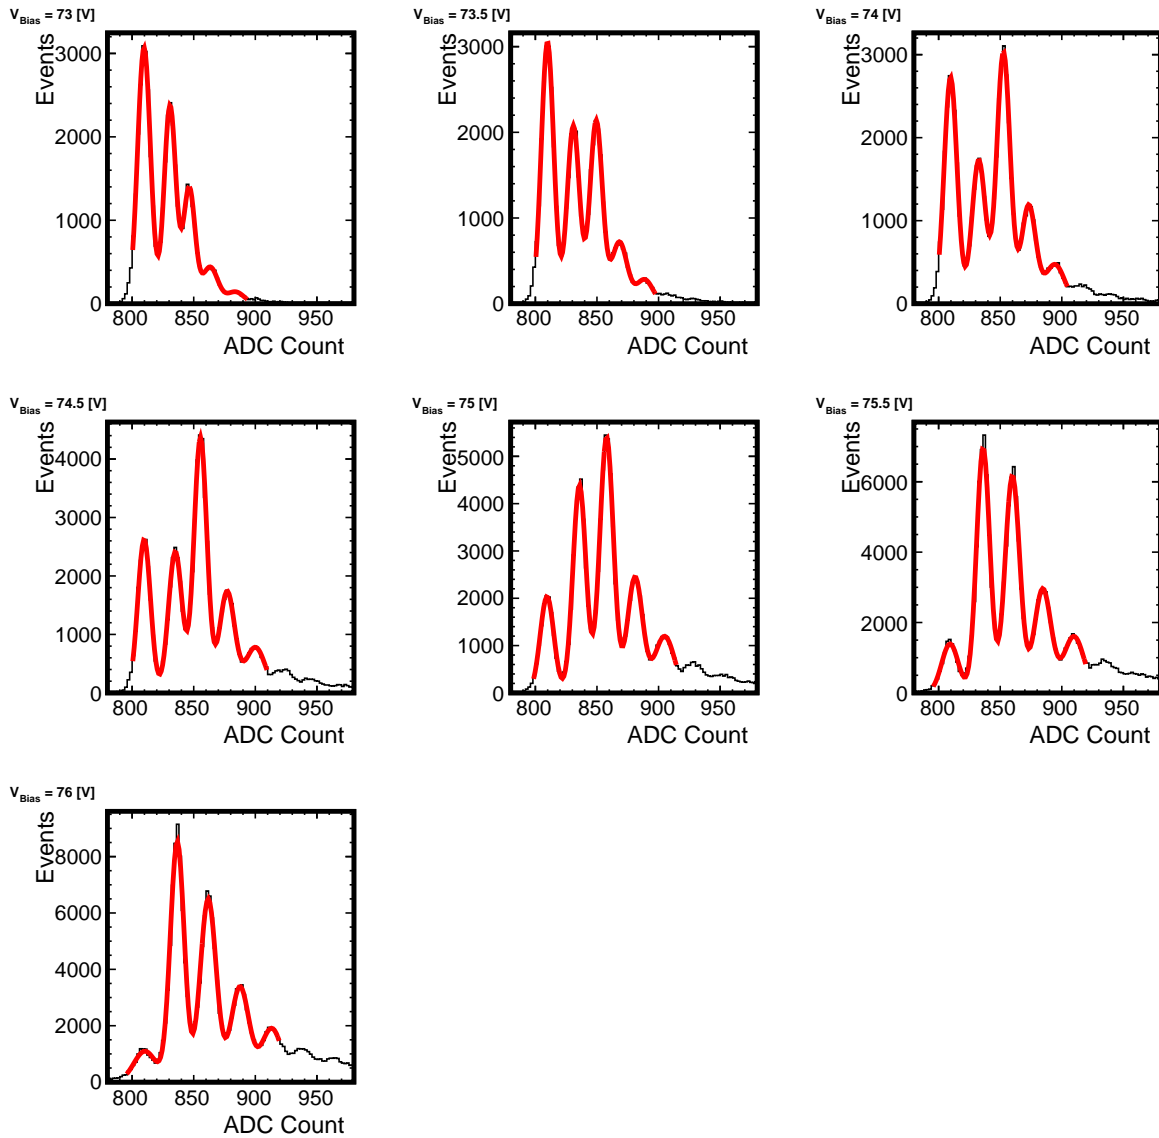 V_Bias = 73 [V]
Events
3000
2000
1000
0
800 850 900 950
ADC Count
V_Bias = 73.5 [V]
Events
3000
2000
1000
0
800 850 900 950
ADC Count
V_Bias = 74 [V]
Events
3000
2000
1000
0
800 850 900 950
ADC Count
V_Bias = 74.5 [V]
Events
4000
3000
2000
1000
0
800 850 900 950
ADC Count
V_Bias = 75 [V]
Events
5000
4000
3000
2000
1000
0
800 850 900 950
ADC Count
V_Bias = 75.5 [V]
Events
6000
4000
2000
0
800 850 900 950
ADC Count
V_Bias = 76 [V]
Events
8000
6000
4000
2000
0
800 850 900 950
ADC Count